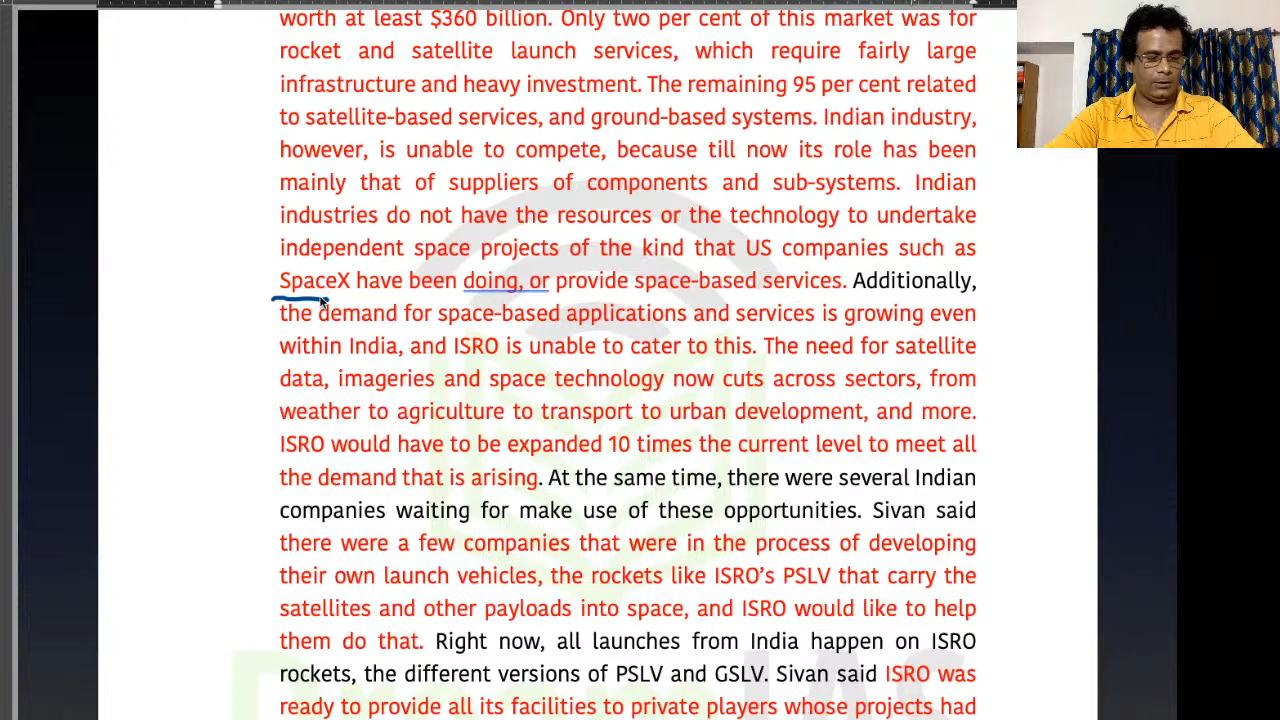 worth at least $360 billion. Only two per cent of this market was for
rocket and satellite launch services, which require fairly large
infrastructure and heavy investment. The remaining 95 per cent related
to satellite-based services, and ground-based systems. Indian industry,
however, is unable to compete, because till now its role has been
mainly that of suppliers of components and sub-systems. Indian
industries do not have the resources or the technology to undertake
independent space projects of the kind that US companies such as
SpaceX have been doing, or provide space-based services. Additionally,
the demand for space-based applications and services is growing even
within India, and ISRO is unable to cater to this. The need for satellite
data, imageries and space technology now cuts across sectors, from
weather to agriculture to transport to urban development, and more.
ISRO would have to be expanded 10 times the current level to meet all
the demand that is arising. At the same time, there were several Indian
companies waiting for make use of these opportunities. Sivan said
there were a few companies that were in the process of developing
their own launch vehicles, the rockets like ISRO’s PSLV that carry the
satellites and other payloads into space, and ISRO would like to help
them do that. Right now, all launches from India happen on ISRO
rockets, the different versions of PSLV and GSLV. Sivan said ISRO was
ready to provide all its facilities to private players whose projects had